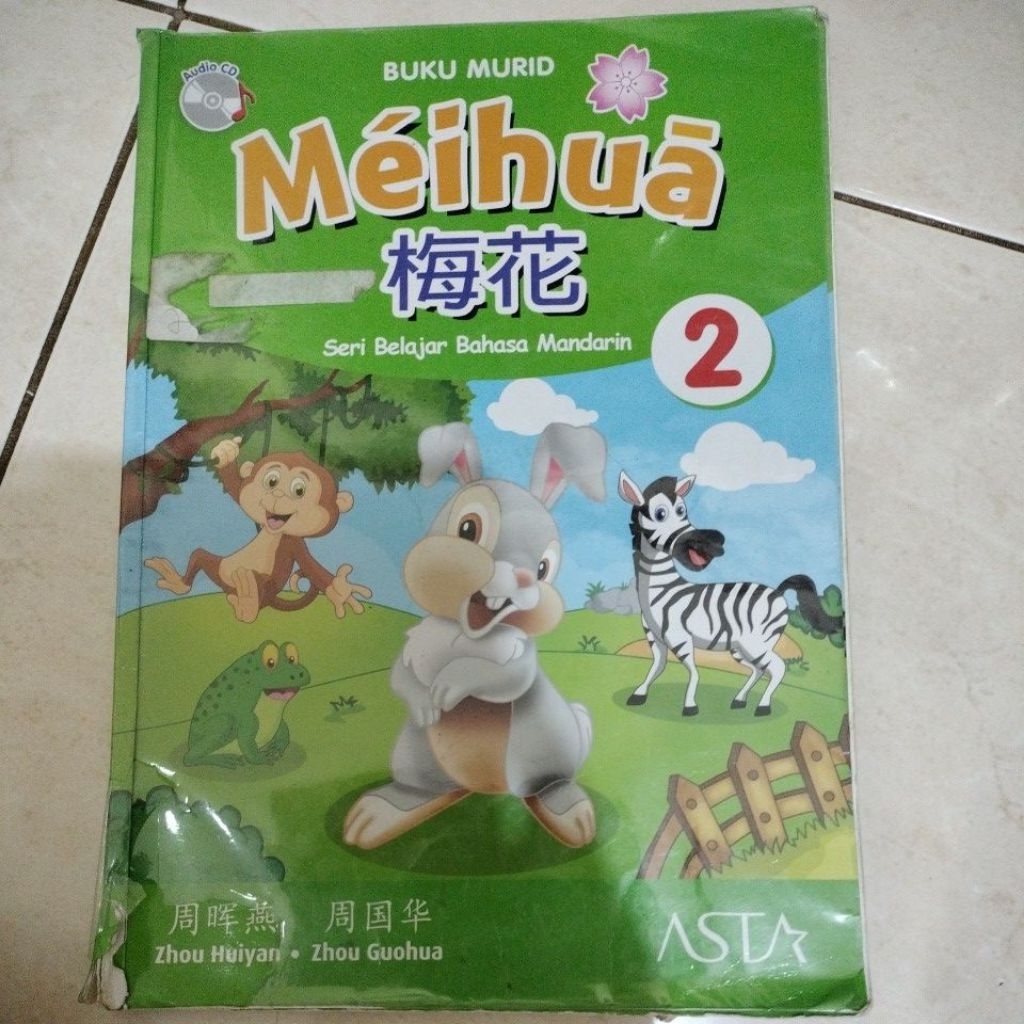 Audio CD
BUKU MURID
Méihuā
梅花
Seri Belajar Bahasa Mandarin
2
周晖燕 周国华
Zhou Huiyan • Zhou Guohua
ASTA